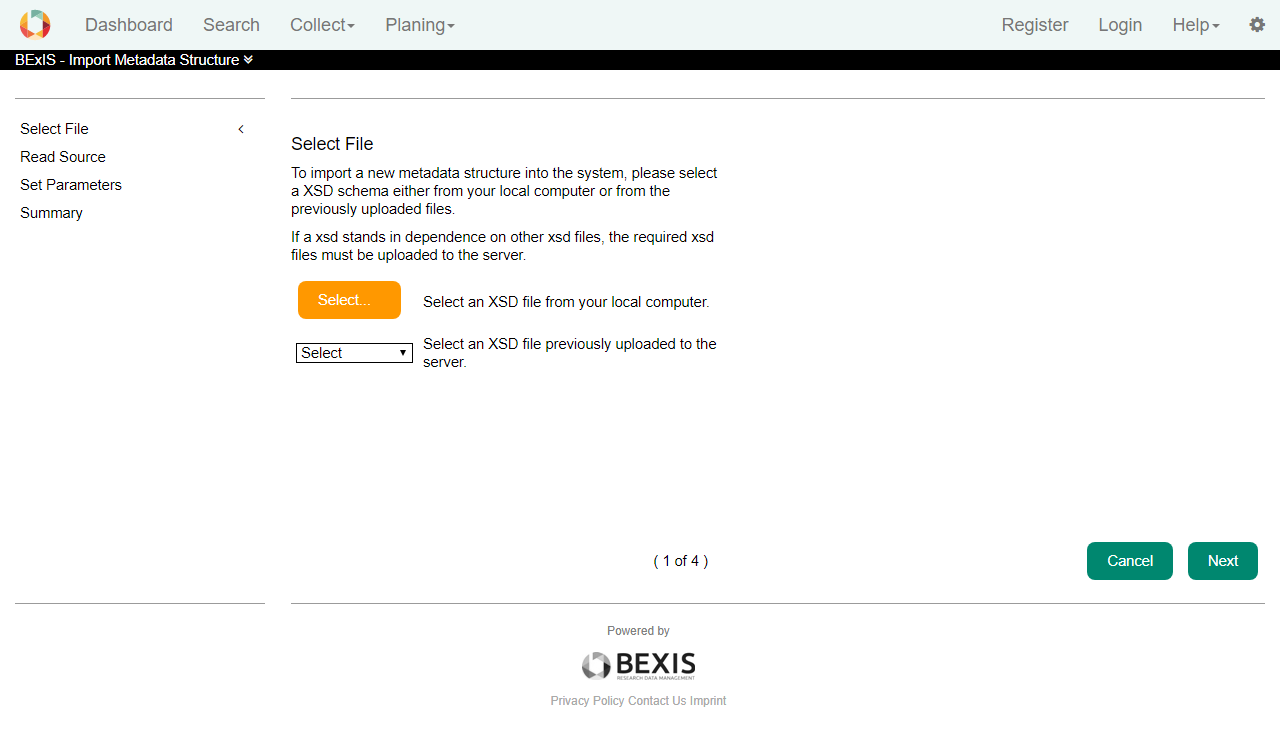 Dashboard Search Collect Planing Register Login Help
BExIS - Import Metadata Structure
Select File
Read Source
Set Parameters
Summary
Select File
To import a new metadata structure into the system, please select
a XSD schema either from your local computer or from the
previously uploaded files.
If a xsd stands in dependence on other xsd files, the required xsd
files must be uploaded to the server.
Select... Select an XSD file from your local computer.
Select Select an XSD file previously uploaded to the
server.
( 1 of 4 ) Cancel Next
Powered by
BEXIS
RESEARCH DATA MANAGEMENT
Privacy Policy Contact Us Imprint